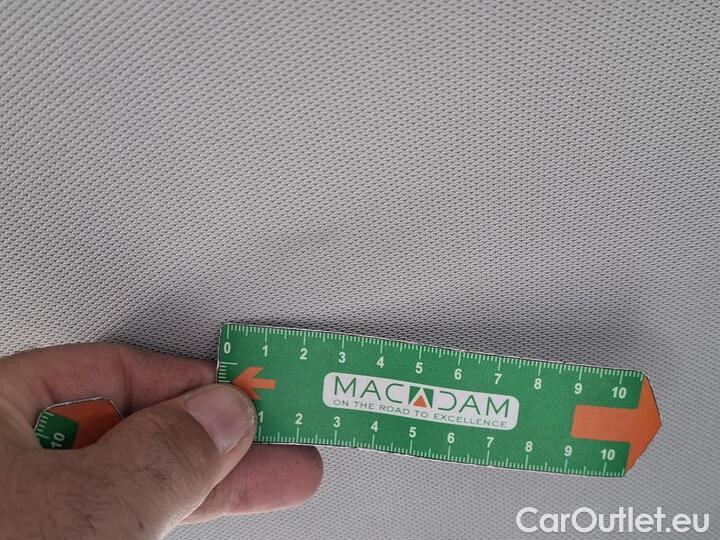 0 1 2 3 4 5 6 7 8 9 10
MACADAM
ON THE ROAD TO EXCELLENCE
1 2 3 4 5 6 7 8 9 10
10
CarOutlet.eu